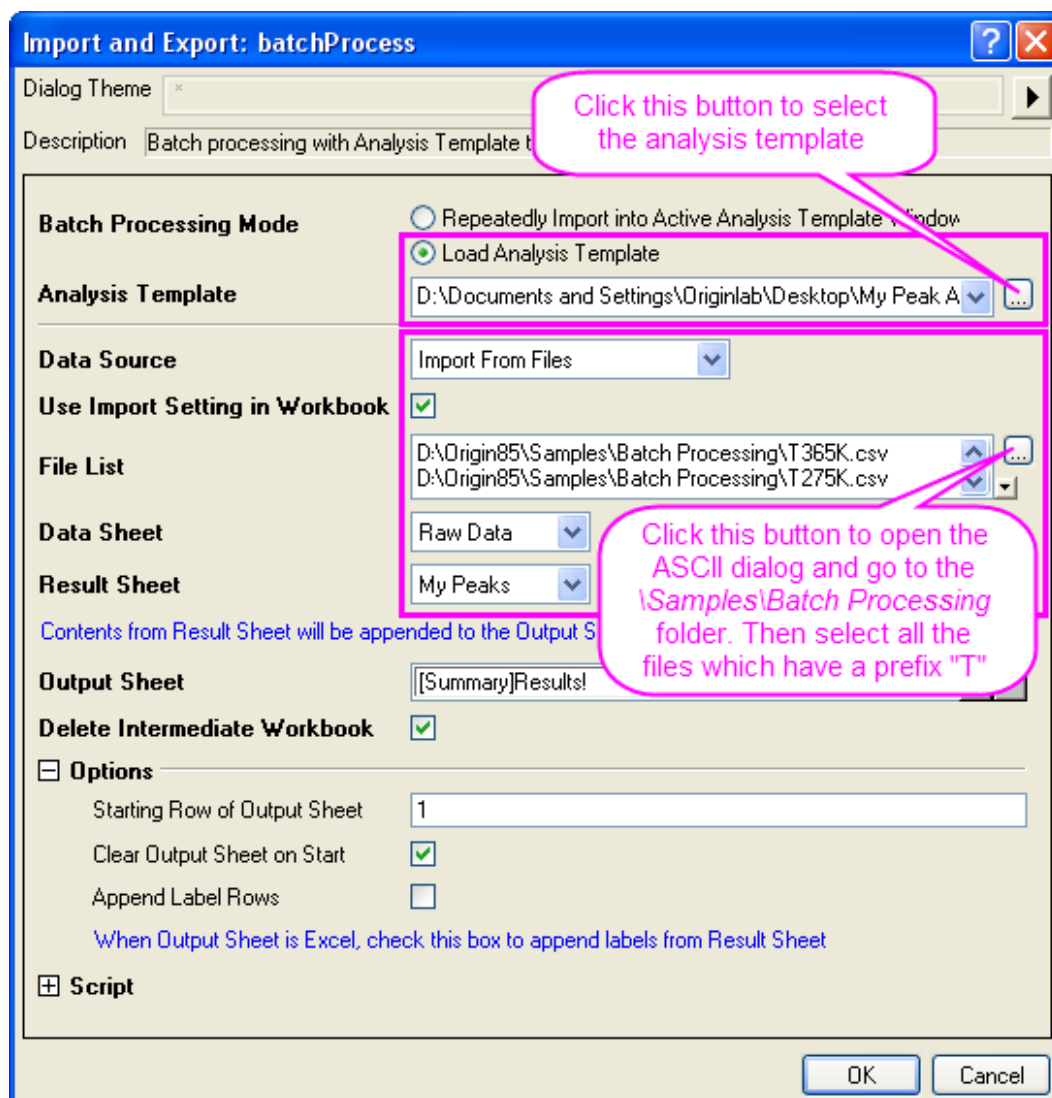 Import and Export: batchProcess
Dialog Theme *
Click this button to select
the analysis template
Description Batch processing with Analysis Template t
Batch Processing Mode
Repeatedly Import into Active Analysis Template Window
Load Analysis Template
Analysis Template D:\Documents and Settings\Originlab\Desktop\My Peak A ...
Data Source Import From Files
Use Import Setting in Workbook
File List
D:\Origin85\Samples\Batch Processing\T365K.csv ...
D:\Origin85\Samples\Batch Processing\T275K.csv
Data Sheet Raw Data
Result Sheet My Peaks
Click this button to open the
ASCII dialog and go to the
\Samples\Batch Processing
folder. Then select all the
files which have a prefix "T"
Contents from Result Sheet will be appended to the Output S
Output Sheet [Summary]Results!
Delete Intermediate Workbook
Options
Starting Row of Output Sheet 1
Clear Output Sheet on Start
Append Label Rows
When Output Sheet is Excel, check this box to append labels from Result Sheet
Script
OK Cancel